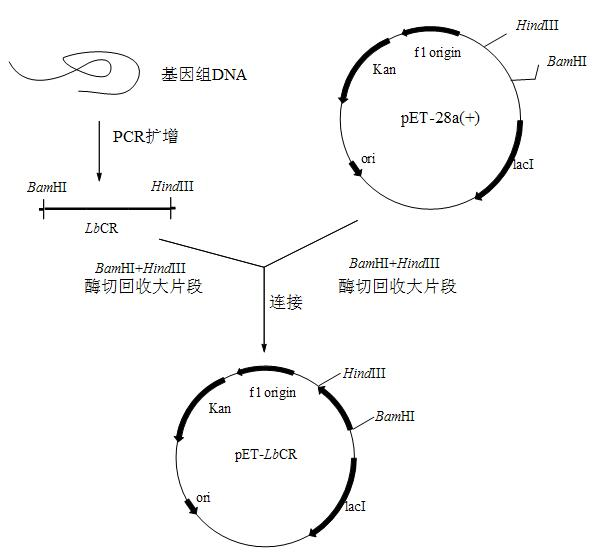 基因组DNA
PCR扩增
BamHI
HindIII
LbCR
HindIII
BamHI
f1 origin
Kan
pET-28a(+)
ori
lacI
BamHI+HindIII
酶切回收大片段
BamHI+HindIII
酶切回收大片段
连接
HindIII
BamHI
f1 origin
Kan
pET-LbCR
ori
lacI